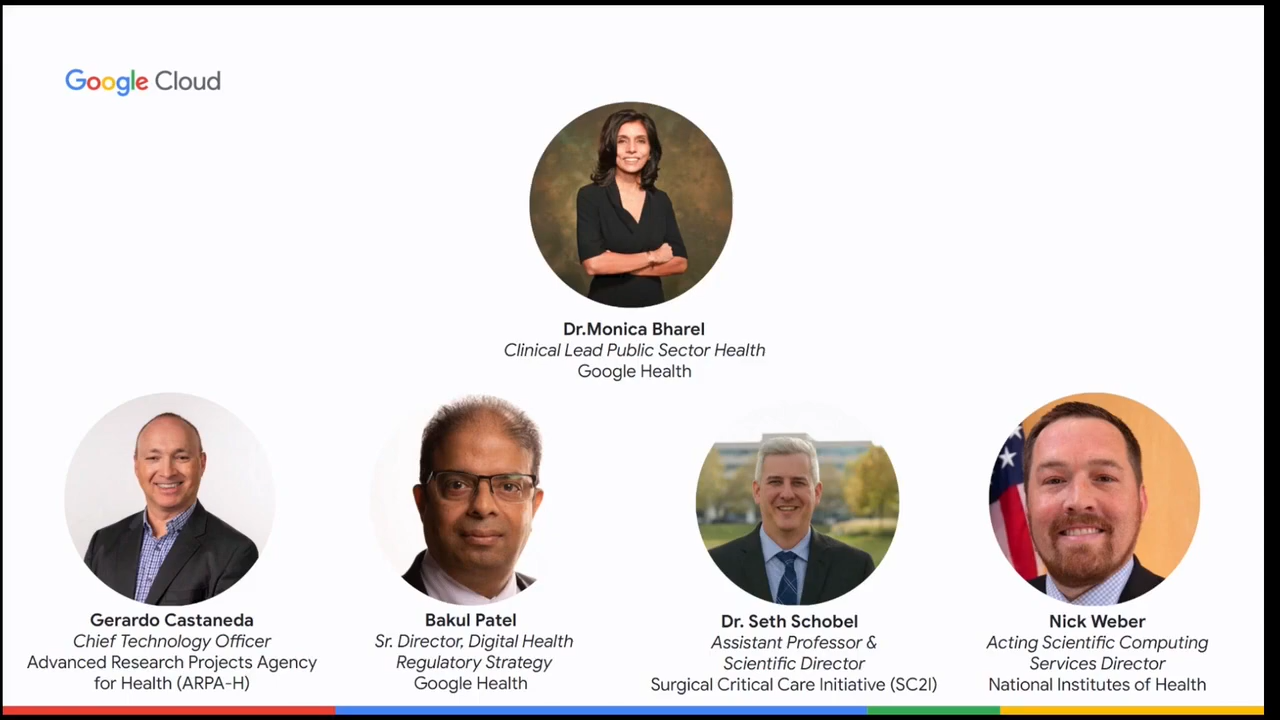 Google Cloud
Dr.Monica Bharel
Clinical Lead Public Sector Health
Google Health
Gerardo Castaneda
Chief Technology Officer
Advanced Research Projects Agency
for Health (ARPA-H)
Bakul Patel
Sr. Director, Digital Health
Regulatory Strategy
Google Health
Dr. Seth Schobel
Assistant Professor &
Scientific Director
Surgical Critical Care Initiative (SC2I)
Nick Weber
Acting Scientific Computing
Services Director
National Institutes of Health